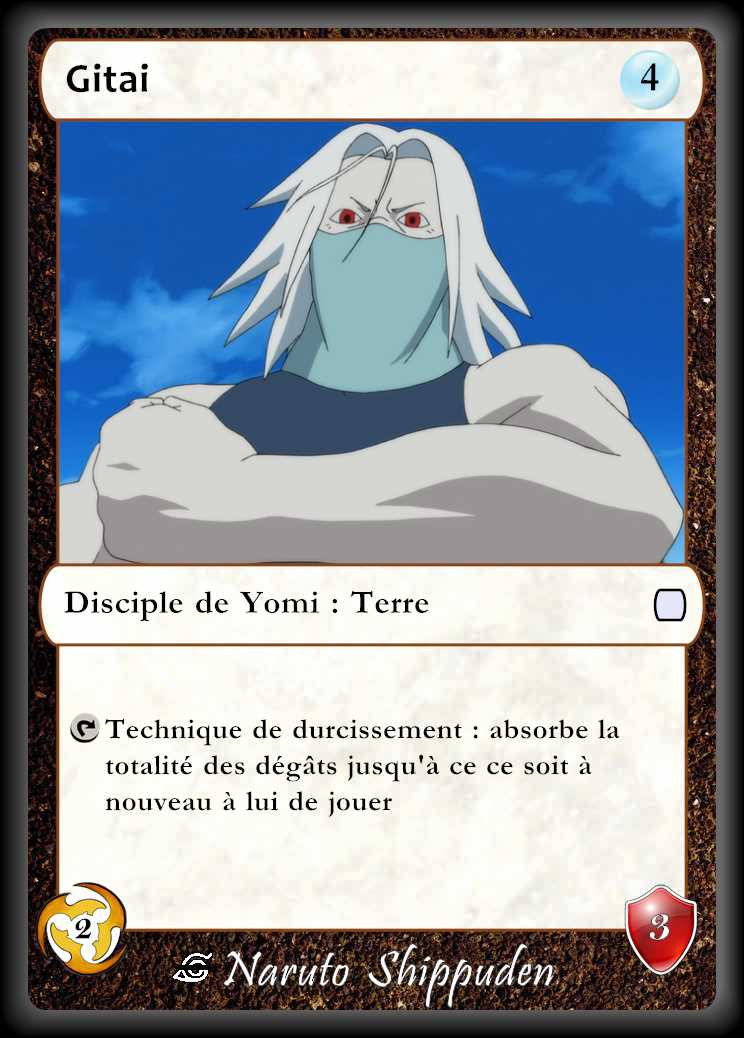 Gitai
4
Disciple de Yomi : Terre
Technique de durcissement : absorbe la
totalité des dégâts jusqu'à ce ce soit à
nouveau à lui de jouer
2
3
Naruto Shippuden